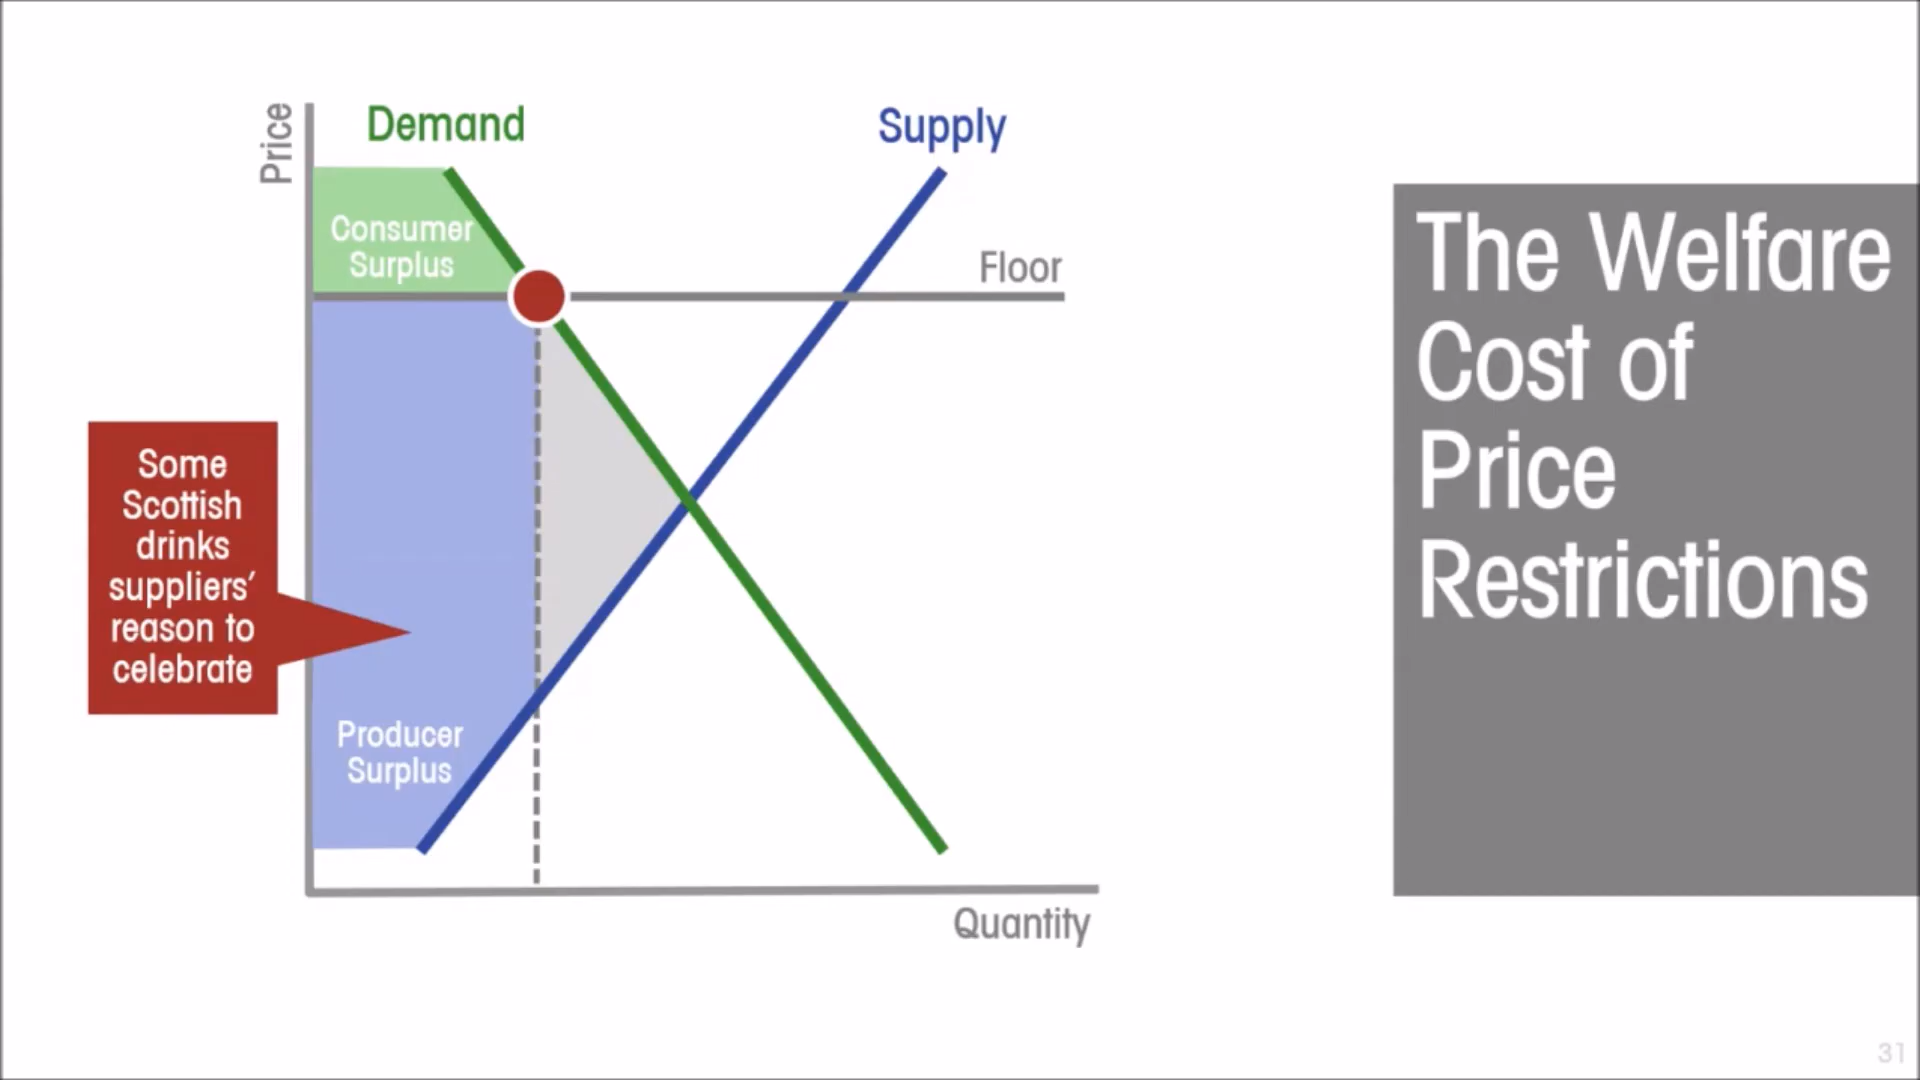 Price
Demand
Supply
Consumer
Surplus
Floor
Some
Scottish
drinks
suppliers’
reason to
celebrate
Producer
Surplus
Quantity
The Welfare
Cost of
Price
Restrictions
31